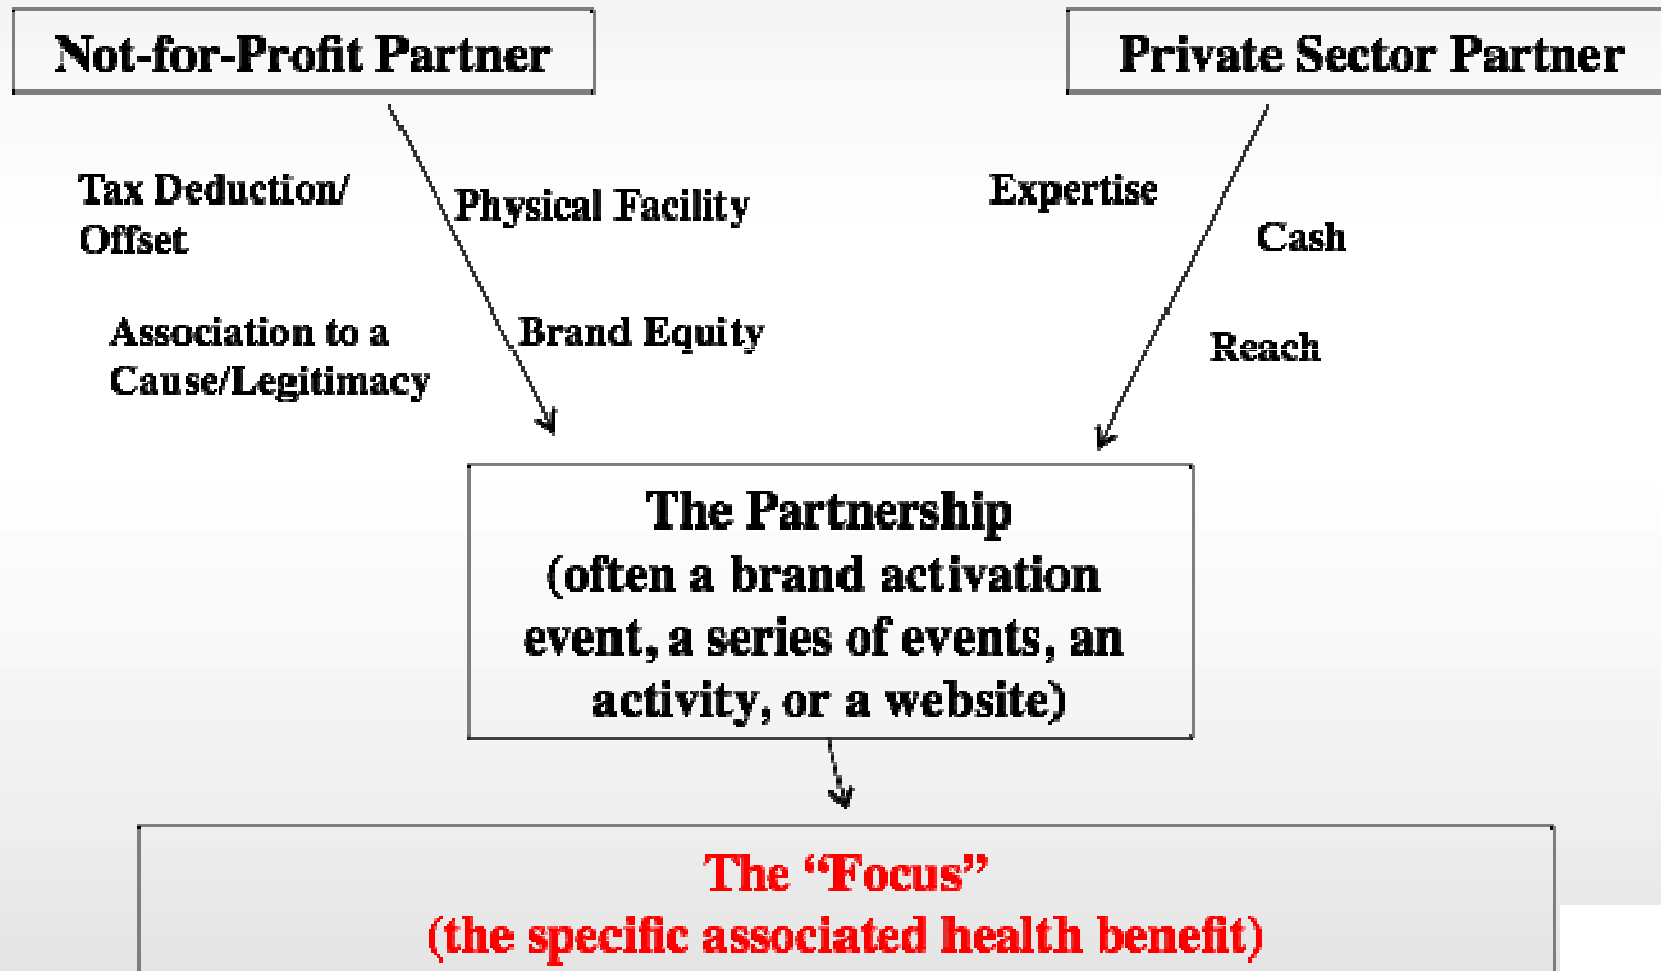 Not-for-Profit Partner
Private Sector Partner
Tax Deduction/
Offset
Physical Facility
Association to a
Cause/Legitimacy
Brand Equity
Expertise
Cash
Reach
The Partnership
(often a brand activation
event, a series of events, an
activity, or a website)
The “Focus”
(the specific associated health benefit)